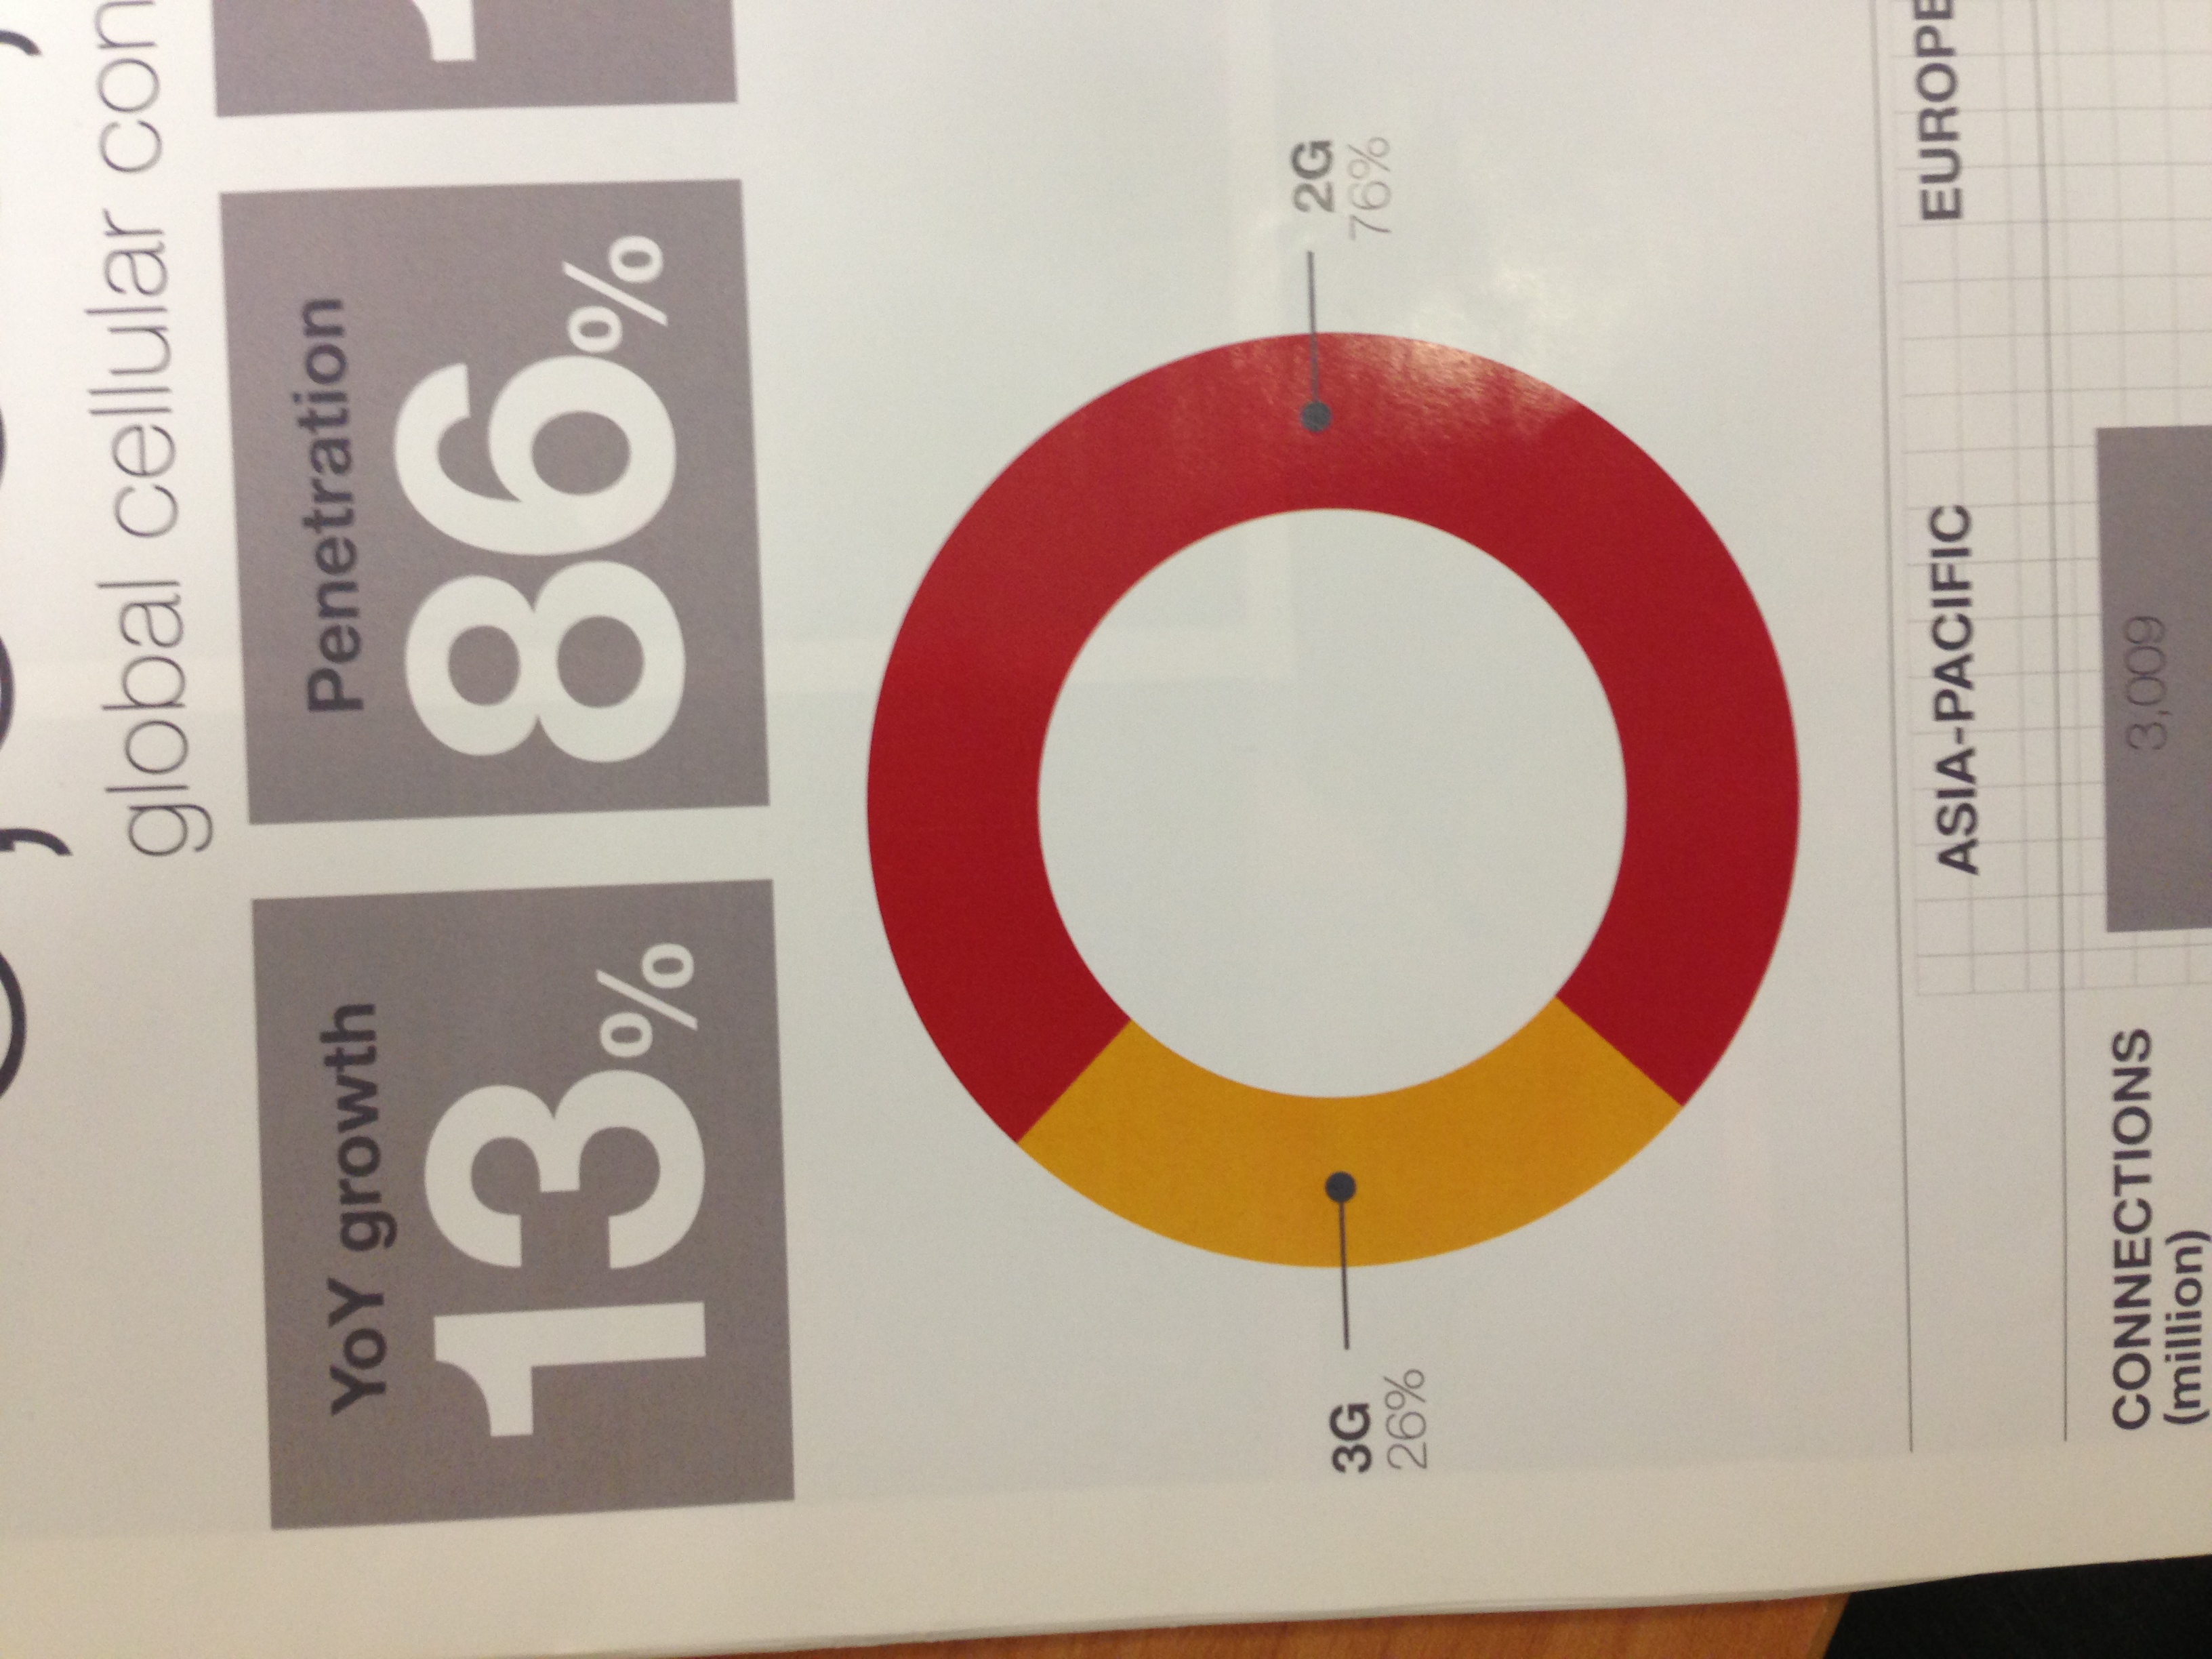 global cellular con
YoY growth
13%
Penetration
86%
3G
26%
2G
76%
ASIA-PACIFIC
EUROPE
CONNECTIONS
(million)
3,009